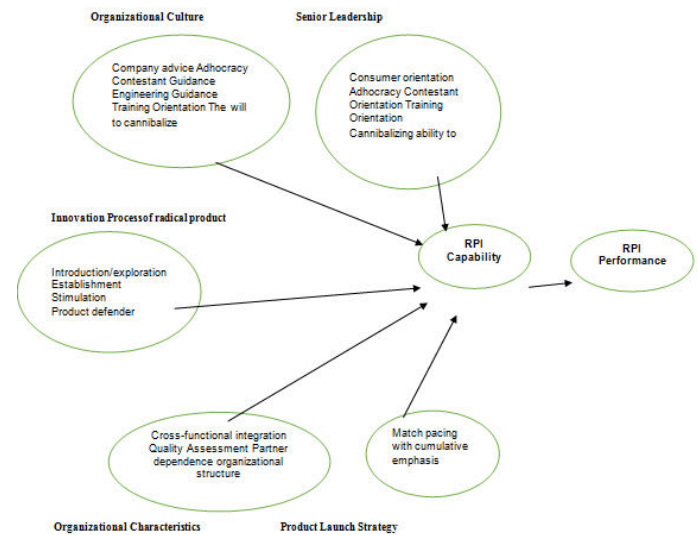 Organizational Culture
Senior Leadership
Company advice Adhocracy
Contestant Guidance
Engineering Guidance
Training Orientation The will
to cannibalize
Consumer orientation
Adhocracy Contestant
Orientation Training
Orientation
Cannibalizing ability to
Innovation Processof radical product
Introduction/exploration
Establishment
Stimulation
Product defender
RPI
Capability
RPI
Performance
Cross-functional integration
Quality Assessment Partner
dependence organizational
structure
Match pacing
with cumulative
emphasis
Organizational Characteristics
Product Launch Strategy